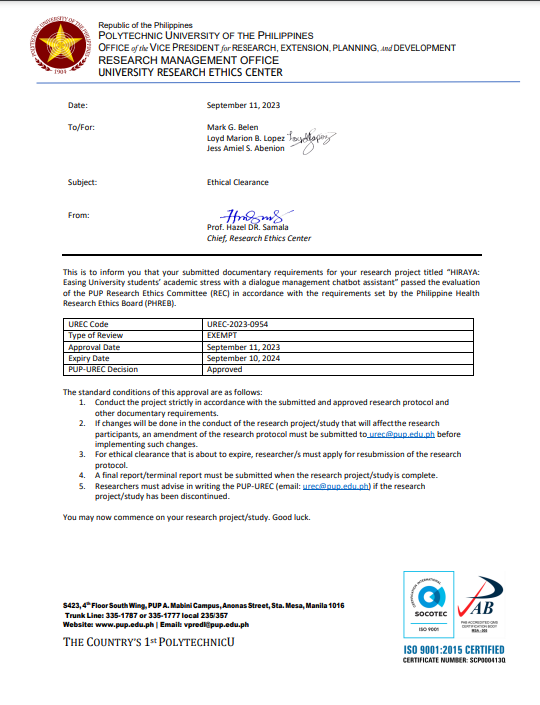 Republic of the Philippines
POLYTECHNIC UNIVERSITY OF THE PHILIPPINES
OFFICE of the VICE PRESIDENT for RESEARCH, EXTENSION, PLANNING, and DEVELOPMENT
RESEARCH MANAGEMENT OFFICE
UNIVERSITY RESEARCH ETHICS CENTER
POLYTECHNIC UNIVERSITY OF THE PHILIPPINES
1904
Date: September 11, 2023
To/For: Mark G. Belen
Loyd Marion B. Lopez
Jess Amiel S. Abenion
Subject: Ethical Clearance
From:
Prof. Hazel DR. Samala
Chief, Research Ethics Center
This is to inform you that your submitted documentary requirements for your research project titled “HIRAYA:
Easing University students’ academic stress with a dialogue management chatbot assistant” passed the evaluation
of the PUP Research Ethics Committee (REC) in accordance with the requirements set by the Philippine Health
Research Ethics Board (PHREB).
UREC Code UREC-2023-0954
Type of Review EXEMPT
Approval Date September 11, 2023
Expiry Date September 10, 2024
PUP-UREC Decision Approved
The standard conditions of this approval are as follows:
1. Conduct the project strictly in accordance with the submitted and approved research protocol and
other documentary requirements.
2. If changes will be done in the conduct of the research project/study that will affectthe research
participants, an amendment of the research protocol must be submitted to urec@pup.edu.ph before
implementing such changes.
3. For ethical clearance that is about to expire, researcher/s must apply for resubmission of the research
protocol.
4. A final report/terminal report must be submitted when the research project/study is complete.
5. Researchers must advise in writing the PUP-UREC (email: urec@pup.edu.ph) if the research
project/study has been discontinued.
You may now commence on your research project/study. Good luck.
S423, 4th Floor South Wing, PUP A. Mabini Campus, Anonas Street, Sta. Mesa, Manila 1016
Trunk Line: 335-1787 or 335-1777 local 235/357
Website: www.pup.edu.ph | Email: vpredl@pup.edu.ph
THE COUNTRY'S 1st POLYTECHNICU
SOCOTEC
ISO 9001
AB
PAB ACCREDITED QMS
CERTIFICATION BODY
ISO 9001:2015 CERTIFIED
CERTIFICATE NUMBER: SCP000413Q